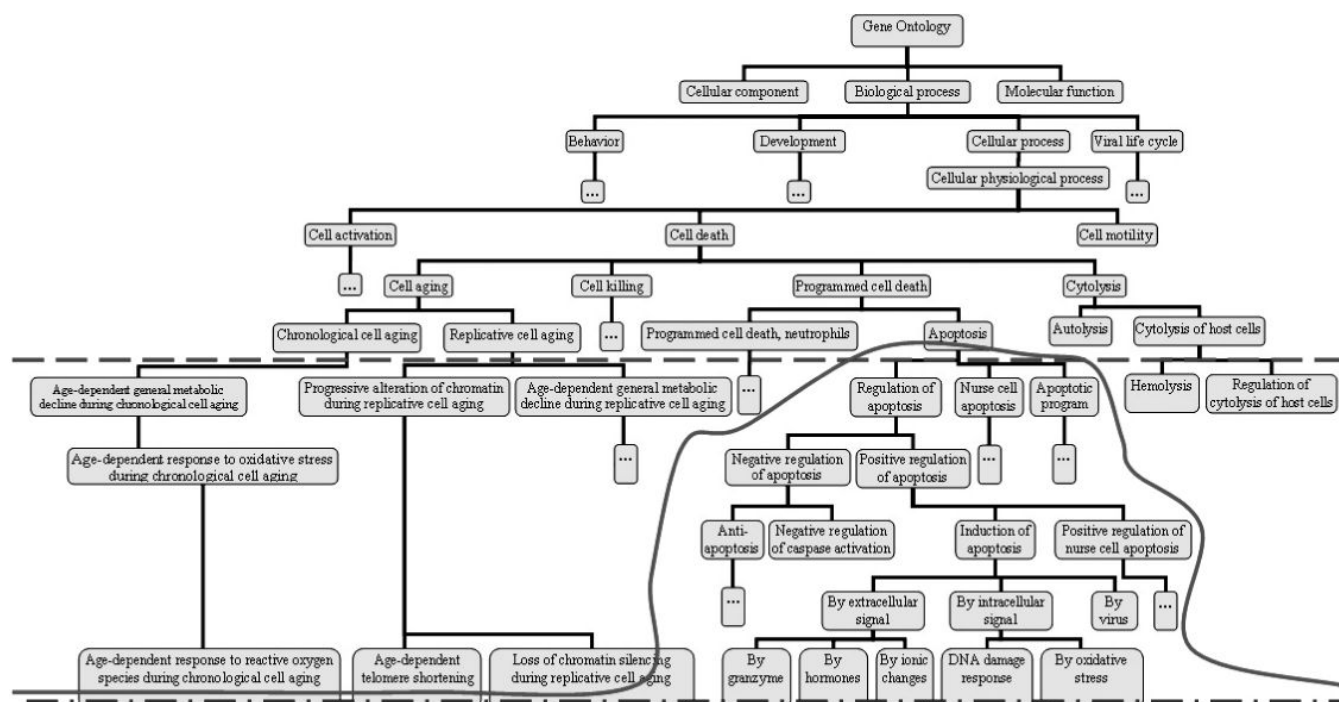 Gene Ontology
Cellular component
Biological process
Molecular function
Behavior
Development
Cellular process
Viral life cycle
...
...
Cellular physiological process
...
Cell activation
Cell death
Cell motility
...
Cell aging
Cell killing
Programmed cell death
Cytolysis
Chronological cell aging
Replicative cell aging
...
Programmed cell death, neutrophils
Apoptosis
Autolysis
Cytolysis of host cells
Age-dependent general metabolic
decline during chronological cell aging
Progressive alteration of chromatin
during replicative cell aging
Age-dependent general metabolic
decline during replicative cell aging
...
Regulation of
apoptosis
Nurse cell
apoptosis
Apoptotic
program
Hemolysis
Regulation of
cytolysis of host cells
Age-dependent response to oxidative stress
during chronological cell aging
...
Negative regulation
of apoptosis
Positive regulation
of apoptosis
...
...
Anti-
apoptosis
Negative regulation
of caspase activation
Induction of
apoptosis
Positive regulation of
nurse cell apoptosis
...
By extracellular
signal
By intracellular
signal
By
virus
...
Age-dependent response to reactive oxygen
species during chronological cell aging
Age-dependent
telomere shortening
Loss of chromatin silencing
during replicative cell aging
By
granzyme
By
hormones
By ionic
changes
DNA damage
response
By oxidative
stress